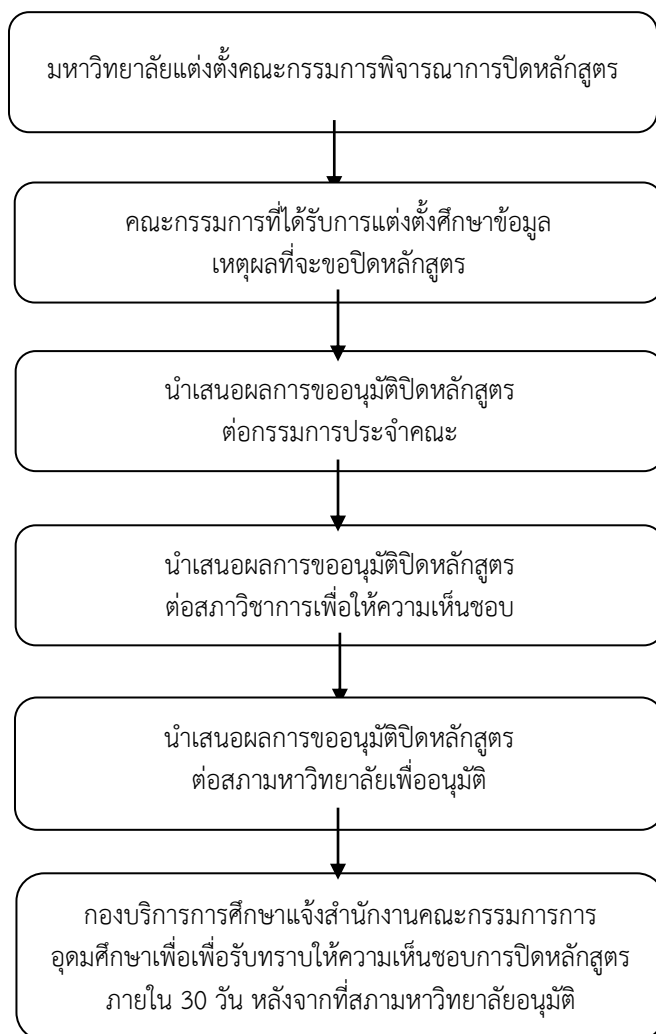 มหาวิทยาลัยแต่งตั้งคณะกรรมการพิจารณาการปิดหลักสูตร
คณะกรรมการที่ได้รับการแต่งตั้งศึกษาข้อมูล
เหตุผลที่จะขอปิดหลักสูตร
นำเสนอผลการขออนุมัติปิดหลักสูตร
ต่อกรรมการประจำคณะ
นำเสนอผลการขออนุมัติปิดหลักสูตร
ต่อสภาวิชาการเพื่อให้ความเห็นชอบ
นำเสนอผลการขออนุมัติปิดหลักสูตร
ต่อสภามหาวิทยาลัยเพื่ออนุมัติ
กองบริการการศึกษาแจ้งสำนักงานคณะกรรมการการ
อุดมศึกษาเพื่อเพื่อรับทราบให้ความเห็นชอบการปิดหลักสูตร
ภายใน 30 วัน หลังจากที่สภามหาวิทยาลัยอนุมัติ